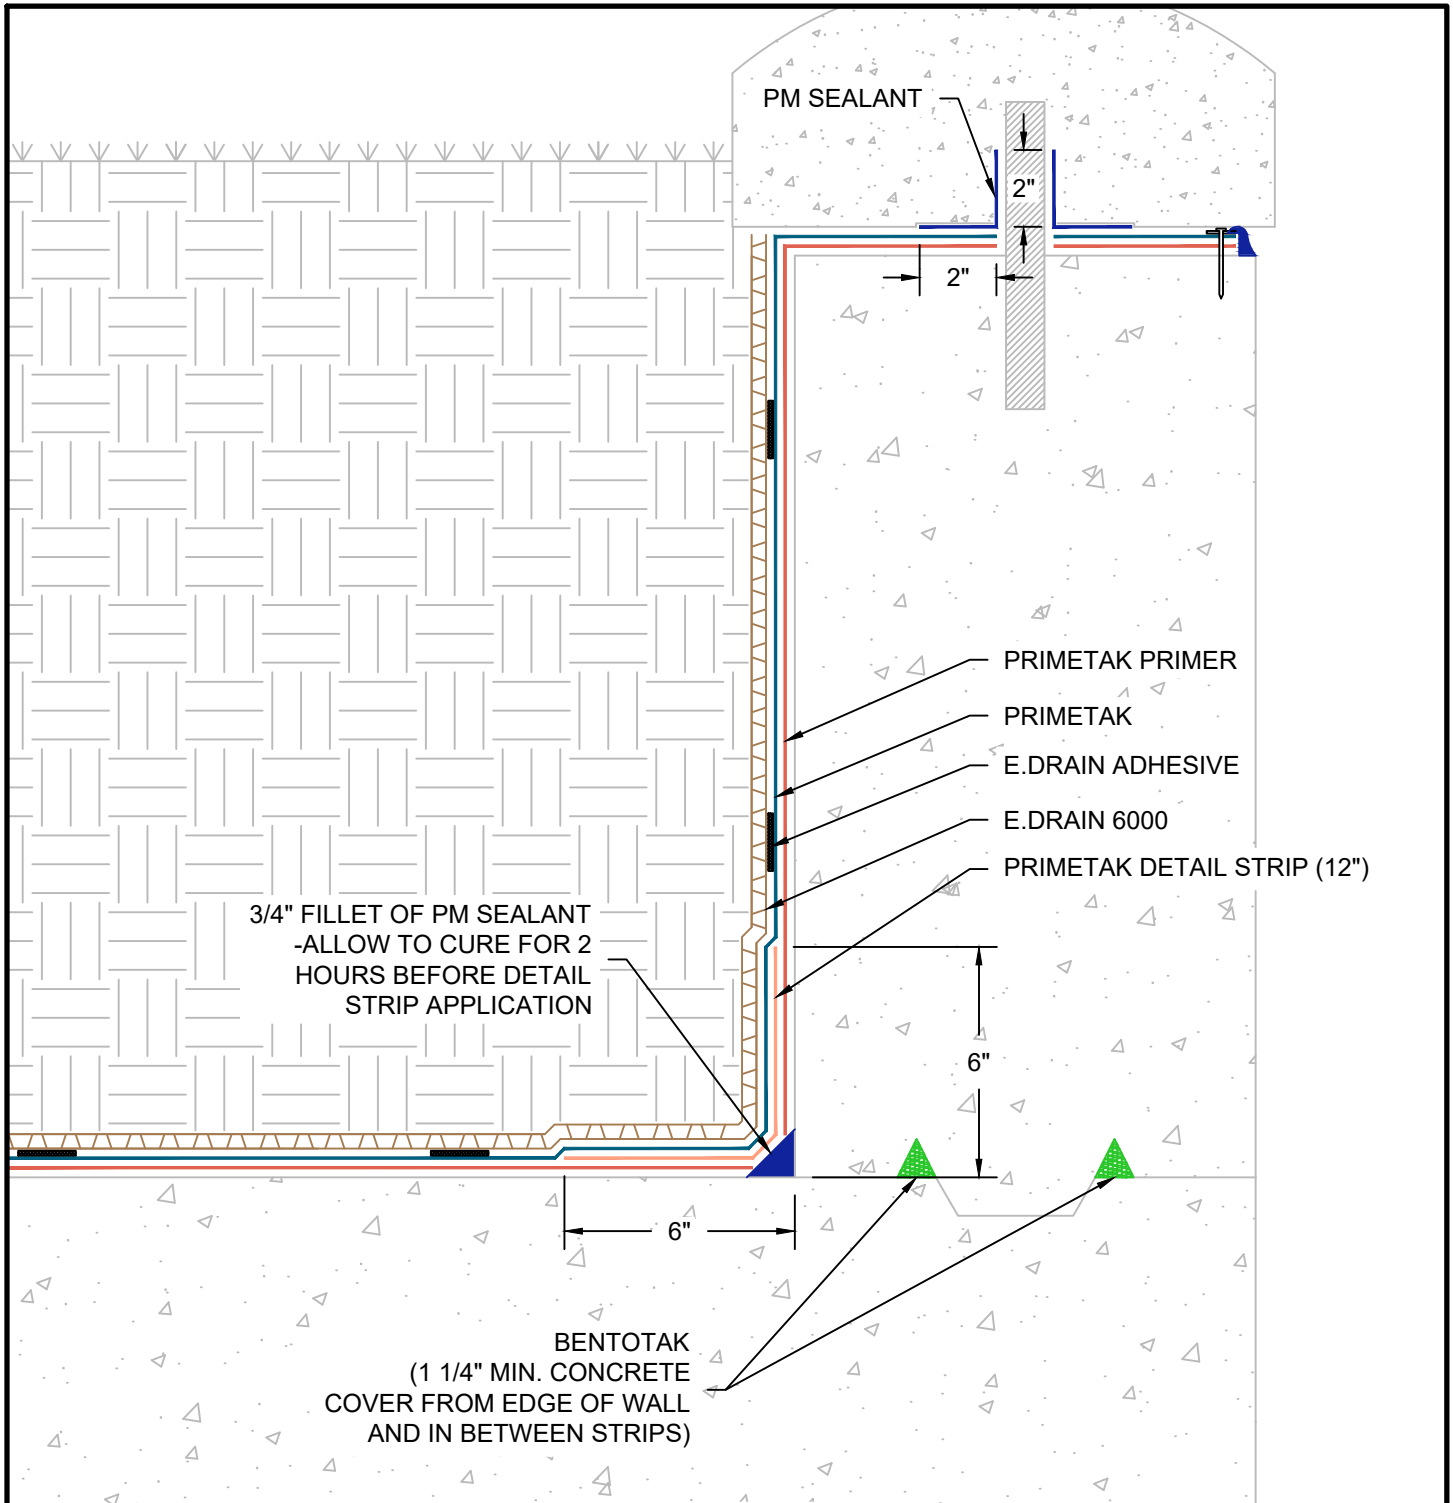 PM SEALANT
2"
2"
PRIMETAK PRIMER
PRIMETAK
E.DRAIN ADHESIVE
E.DRAIN 6000
PRIMETAK DETAIL STRIP (12")
3/4" FILLET OF PM SEALANT
-ALLOW TO CURE FOR 2
HOURS BEFORE DETAIL
STRIP APPLICATION
6"
6"
BENTOTAK
(1 1/4" MIN. CONCRETE
COVER FROM EDGE OF WALL
AND IN BETWEEN STRIPS)